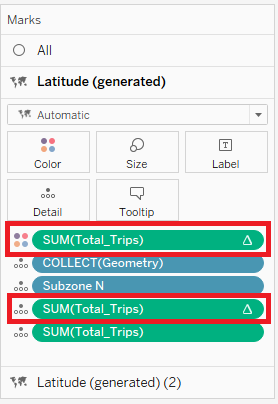 Marks
All
Latitude (generated)
Automatic
Color
Size
Label
Detail
Tooltip
SUM(Total_Trips)
COLLECT(Geometry)
Subzone N
SUM(Total_Trips)
SUM(Total_Trips)
Latitude (generated) (2)